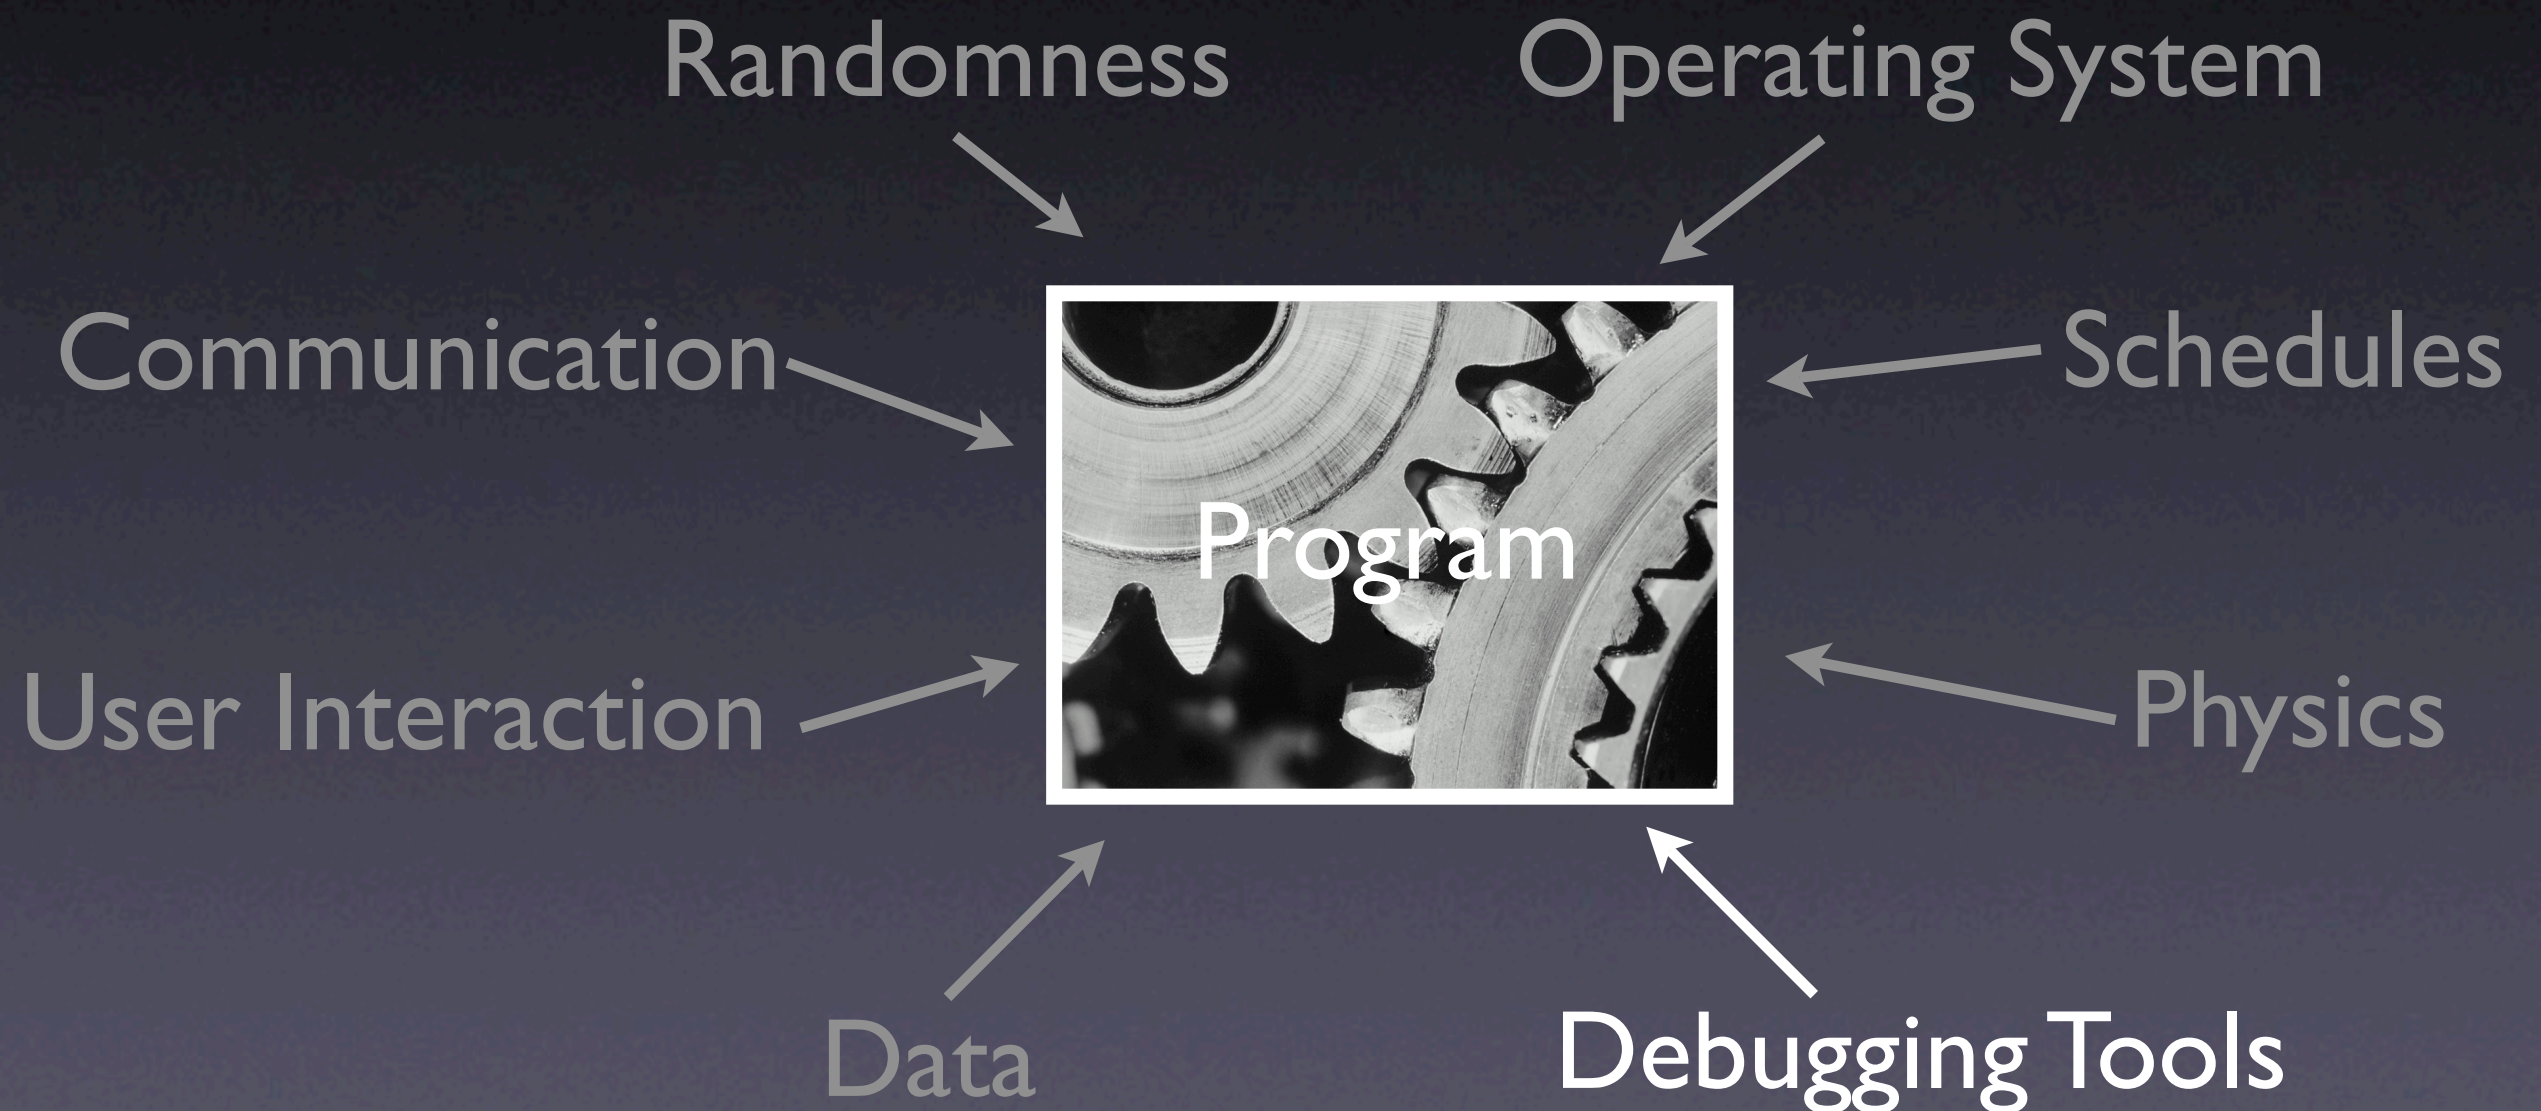 Randomness
Operating System
Communication
Schedules
Program
User Interaction
Physics
Data
Debugging Tools